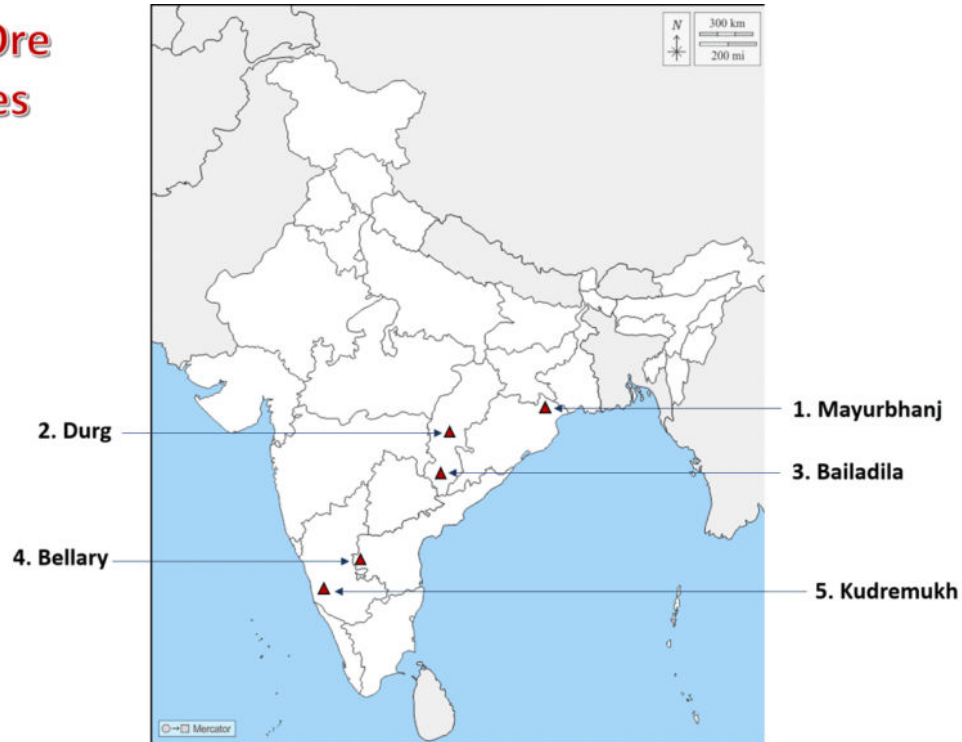 Ore
es
N
300 km
200 mi
1. Mayurbhanj
2. Durg
3. Bailadila
4. Bellary
5. Kudremukh
Mercator